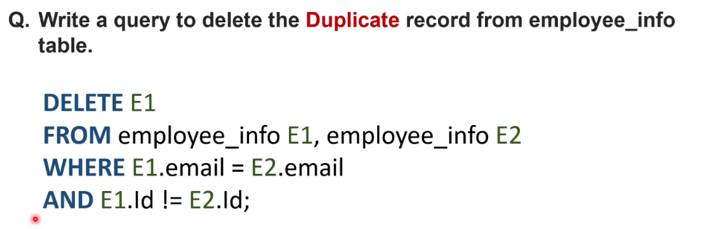 Q. Write a query to delete the Duplicate record from employee_info
table.
DELETE E1
FROM employee_info E1, employee_info E2
WHERE E1.email = E2.email
AND E1.Id != E2.Id;